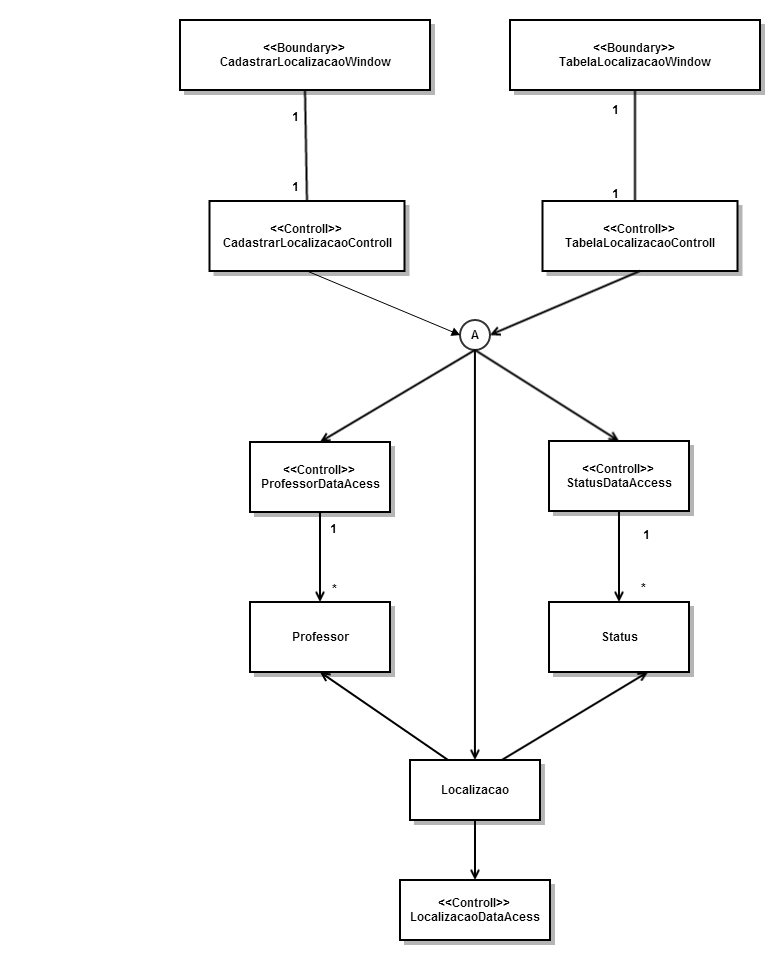 <<Boundary>>
CadastrarLocalizacaoWindow
<<Boundary>>
TabelaLocalizacaoWindow
1
1
1
1
<<Controll>>
CadastrarLocalizacaoControll
<<Controll>>
TabelaLocalizacaoControll
A
<<Controll>>
ProfessorDataAcess
<<Controll>>
StatusDataAccess
1
1
*
*
Professor
Status
Localizacao
<<Controll>>
LocalizacaoDataAcess